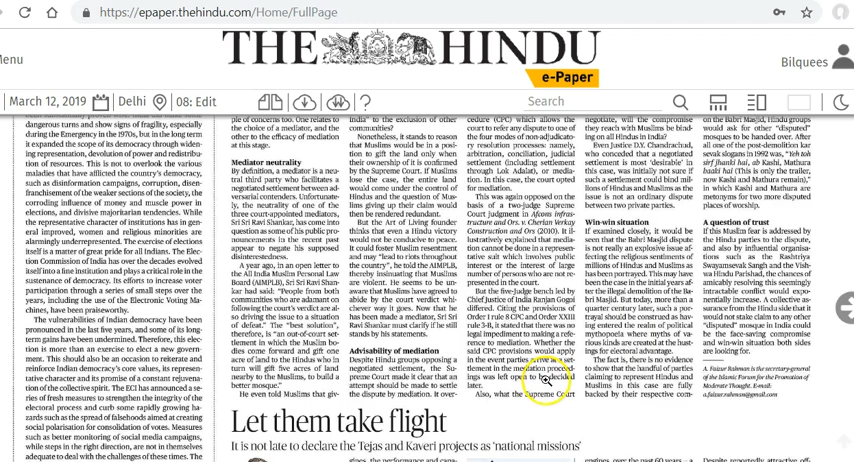 https://epaper.thehindu.com/Home/FullPage
THE HINDU
e-Paper
Menu
Bilquees
March 12, 2019
Delhi
08: Edit
Search
dangerous turns and show signs of fragility, especially
during the Emergency in the 1970s, but in the long term
it expanded the scope of its democracy through widen-
ing representation, devolution of power and redistribu-
tion of resources. This is not to overlook the various
maladies that have afflicted the country's democracy,
such as disinformation campaigns, corruption, disen-
franchisement of the weaker sections of the society, the
corroding influence of money and muscle power in
elections, and divisive majoritarian tendencies. While
the representative character of institutions has in gen-
eral improved, women and religious minorities are
alarmingly underrepresented. The exercise of elections
itself is a matter of great pride for all Indians. The Elec-
tion Commission of India has over the decades evolved
itself into a fine institution and plays a critical role in the
sustenance of democracy. Its efforts to increase voter
participation through a series of small steps over the
years, including the use of the Electronic Voting Ma-
chines, have been praiseworthy.
The vulnerabilities of Indian democracy have been
pronounced in the last five years, and some of its long-
term gains have been undermined. Therefore, this elec-
tion is more than an exercise to elect a new govern-
ment. This should also be an occasion to reiterate and
reinforce Indian democracy's core values, its represen-
tative character and its promise of a constant rejuvena-
tion of the collective spirit. The ECI has announced a
series of fresh measures to strengthen the integrity of the
electoral process and curb some rapidly growing ha-
zards such as the spread of falsehoods aimed at creating
social polarisation for consolidation of votes. Measures
such as better monitoring of social media campaigns,
while steps in the right direction, are not in themselves
adequate to deal with the challenges of these times. The
ple of concerns too. One relates to
the choice of a mediator, and the
other to the efficacy of mediation
at this stage.
Mediator neutrality
By definition, a mediator is a neu-
tral third party who facilitates a
negotiated settlement between ad-
versarial contenders. Unfortunate-
ly, the neutrality of one of the
three court-appointed mediators,
Sri Sri Ravi Shankar, has come into
question as some of his public pro-
nouncements in the recent past
appear to negate his supposed
disinterestedness.
A year ago, in an open letter to
the All India Muslim Personal Law
Board (AIMPLB), Sri Sri Ravi Shan-
kar had said: "People from both
communities who are adamant on
following the court's verdict are al-
so driving the issue to a situation
of defeat." The "best solution",
therefore, is "an out-of-court set-
tlement in which the Muslim bo-
dies come forward and gift one
acre of land to the Hindus who in
turn will gift five acres of land
nearby to the Muslims, to build a
better mosque."
He even told Muslims that giv-
India" to the exclusion of other
communities?
Nonetheless, it stands to reason
that Muslims would be in a posi-
tion to gift the land only when
their ownership of it is confirmed
by the Supreme Court. If Muslims
lose the case, the entire land
would come under the control of
Hindus and the question of Mus-
lims giving up their claim would
then be rendered redundant.
But the Art of Living founder
thinks that even a Hindu victory
would not be conducive to peace.
It could foster Muslim resentment
and may "lead to riots throughout
the country", he told the AIMPLB,
thereby insinuating that Muslims
are violent. He seems to be un-
aware that Muslims have agreed to
abide by the court verdict whi-
chever way it goes. Now that he
has been made a mediator, Sri Sri
Ravi Shankar must clarify if he still
stands by his statements.
Advisability of mediation
Despite Hindu groups opposing a
negotiated settlement, the Su-
preme Court made it clear that an
attempt should be made to settle
the dispute by mediation. It over-
cedure (CPC) which allows the
court to refer any dispute to one of
the four modes of non-adjudicato-
ry resolution processes: namely,
arbitration, conciliation, judicial
settlement (including settlement
through Lok Adalat), or media-
tion. In this case, the court opted
for mediation.
This was again opposed on the
basis of a two-judge Supreme
Court judgment in Afcons infra-
structure and Ors. v. Cherian Verkay
Construction and Ors (2010). It il-
lustratively explained that media-
tion cannot be done in a represen-
tative suit which involves public
interest or the interest of large
number of persons who are not re-
presented in the court.
But the five-judge bench led by
Chief Justice of India Ranjan Gogoi
differed. Citing the provisions of
Order 1 rule 8 CPC and Order XXIII
rule 3-B, it stated that there was no
legal impediment to making a refe-
rence to mediation. Whether the
said CPC provisions would apply
in the event parties arrive at a set-
tlement in the mediation proceed-
ings was left open to be decided
later.
Also, what the Supreme Court
negotiation, will the compromise
they reach with Muslims be bind-
ing on all Hindus in India?
Even Justice D.Y. Chandrachud,
who conceded that a negotiated
settlement is most 'desirable' in
this case, was initially not sure if
such a settlement could bind mil-
lions of Hindus and Muslims as the
issue is not an ordinary dispute
between two private parties.
Win-win situation
If examined closely, it would be
seen that the Babri Masjid dispute
is not really an explosive issue af-
fecting the religious sentiments of
millions of Hindus and Muslims as
has been portrayed. This may have
been the case in the initial years af-
ter the illegal demolition of the Ba-
bri Masjid. But today, more than a
quarter century later, such a por-
trayal should be construed as hav-
ing entered the realm of political
mythopoeia where myths of va-
rious kinds are created at the hust-
ings for electoral advantage.
The fact is, there is no evidence
to show that the handful of parties
claiming to represent Hindus and
Muslims in this case are fully
backed by their respective com-
on the Babri Masjid, Hindu groups
would ask for other "disputed"
mosques to be handed over. After
all one of the post-demolition kar
sevak slogans in 1992 was, "Yeh toh
sirf jhanki hai, ab Kashi, Mathura
baaki hai (This is only the trailer,
now Kashi and Mathura remain),"
in which Kashi and Mathura are
metonyms for two more disputed
places of worship.
A question of trust
If this Muslim fear is addressed by
the Hindu parties to the dispute,
and also by influential organisa-
tions such as the Rashtriya
Swayamsevak Sangh and the Vish-
wa Hindu Parishad, the chances of
amicably resolving this seemingly
intractable conflict would expo-
nentially increase. A collective as-
surance from the Hindu side that it
would not stake claim to any other
"disputed" mosque in India could
be the face-saving compromise
and win-win situation both sides
are looking for.
A. Faizur Rahman is the secretary-general
of the Islamic Forum for the Promotion of
Moderate Thought. E-mail:
a.faizur.rahman@gmail.com
Let them take flight
It is not late to declare the Tejas and Kaveri projects as 'national missions'